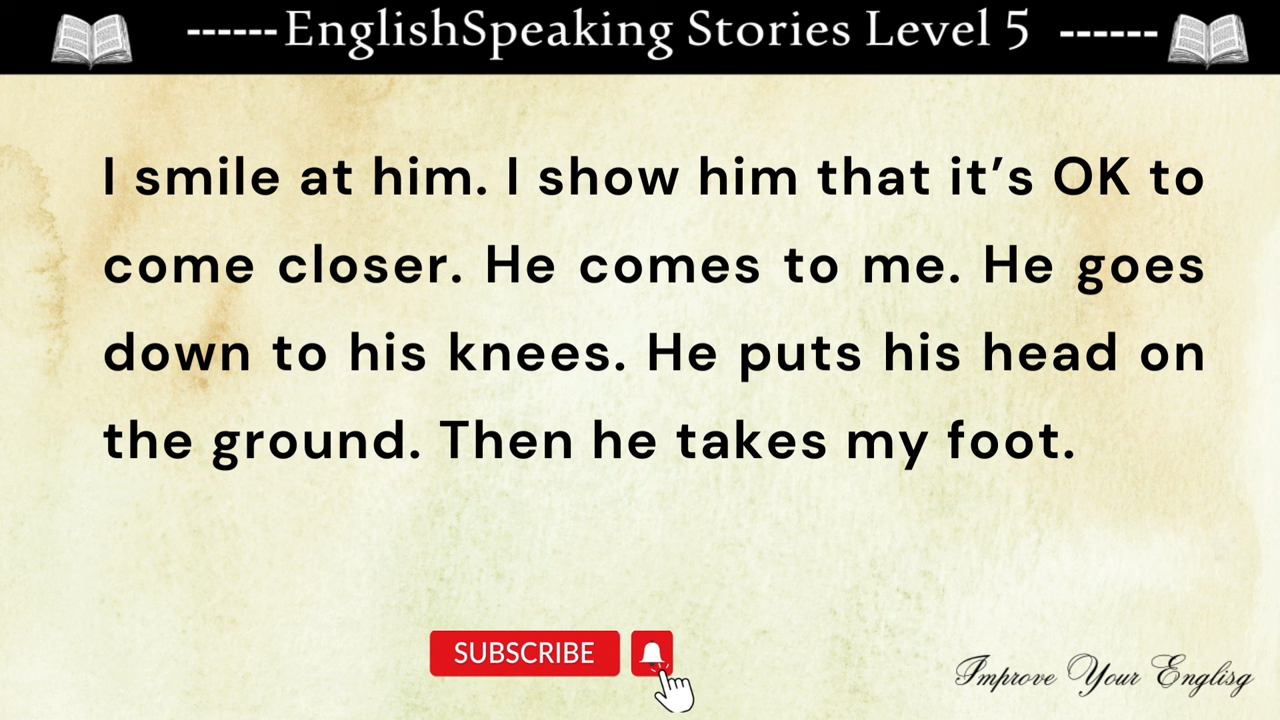 ------EnglishSpeaking Stories Level 5 ------
I smile at him. I show him that it’s OK to
come closer. He comes to me. He goes
down to his knees. He puts his head on
the ground. Then he takes my foot.
SUBSCRIBE
Improve Your Englisg